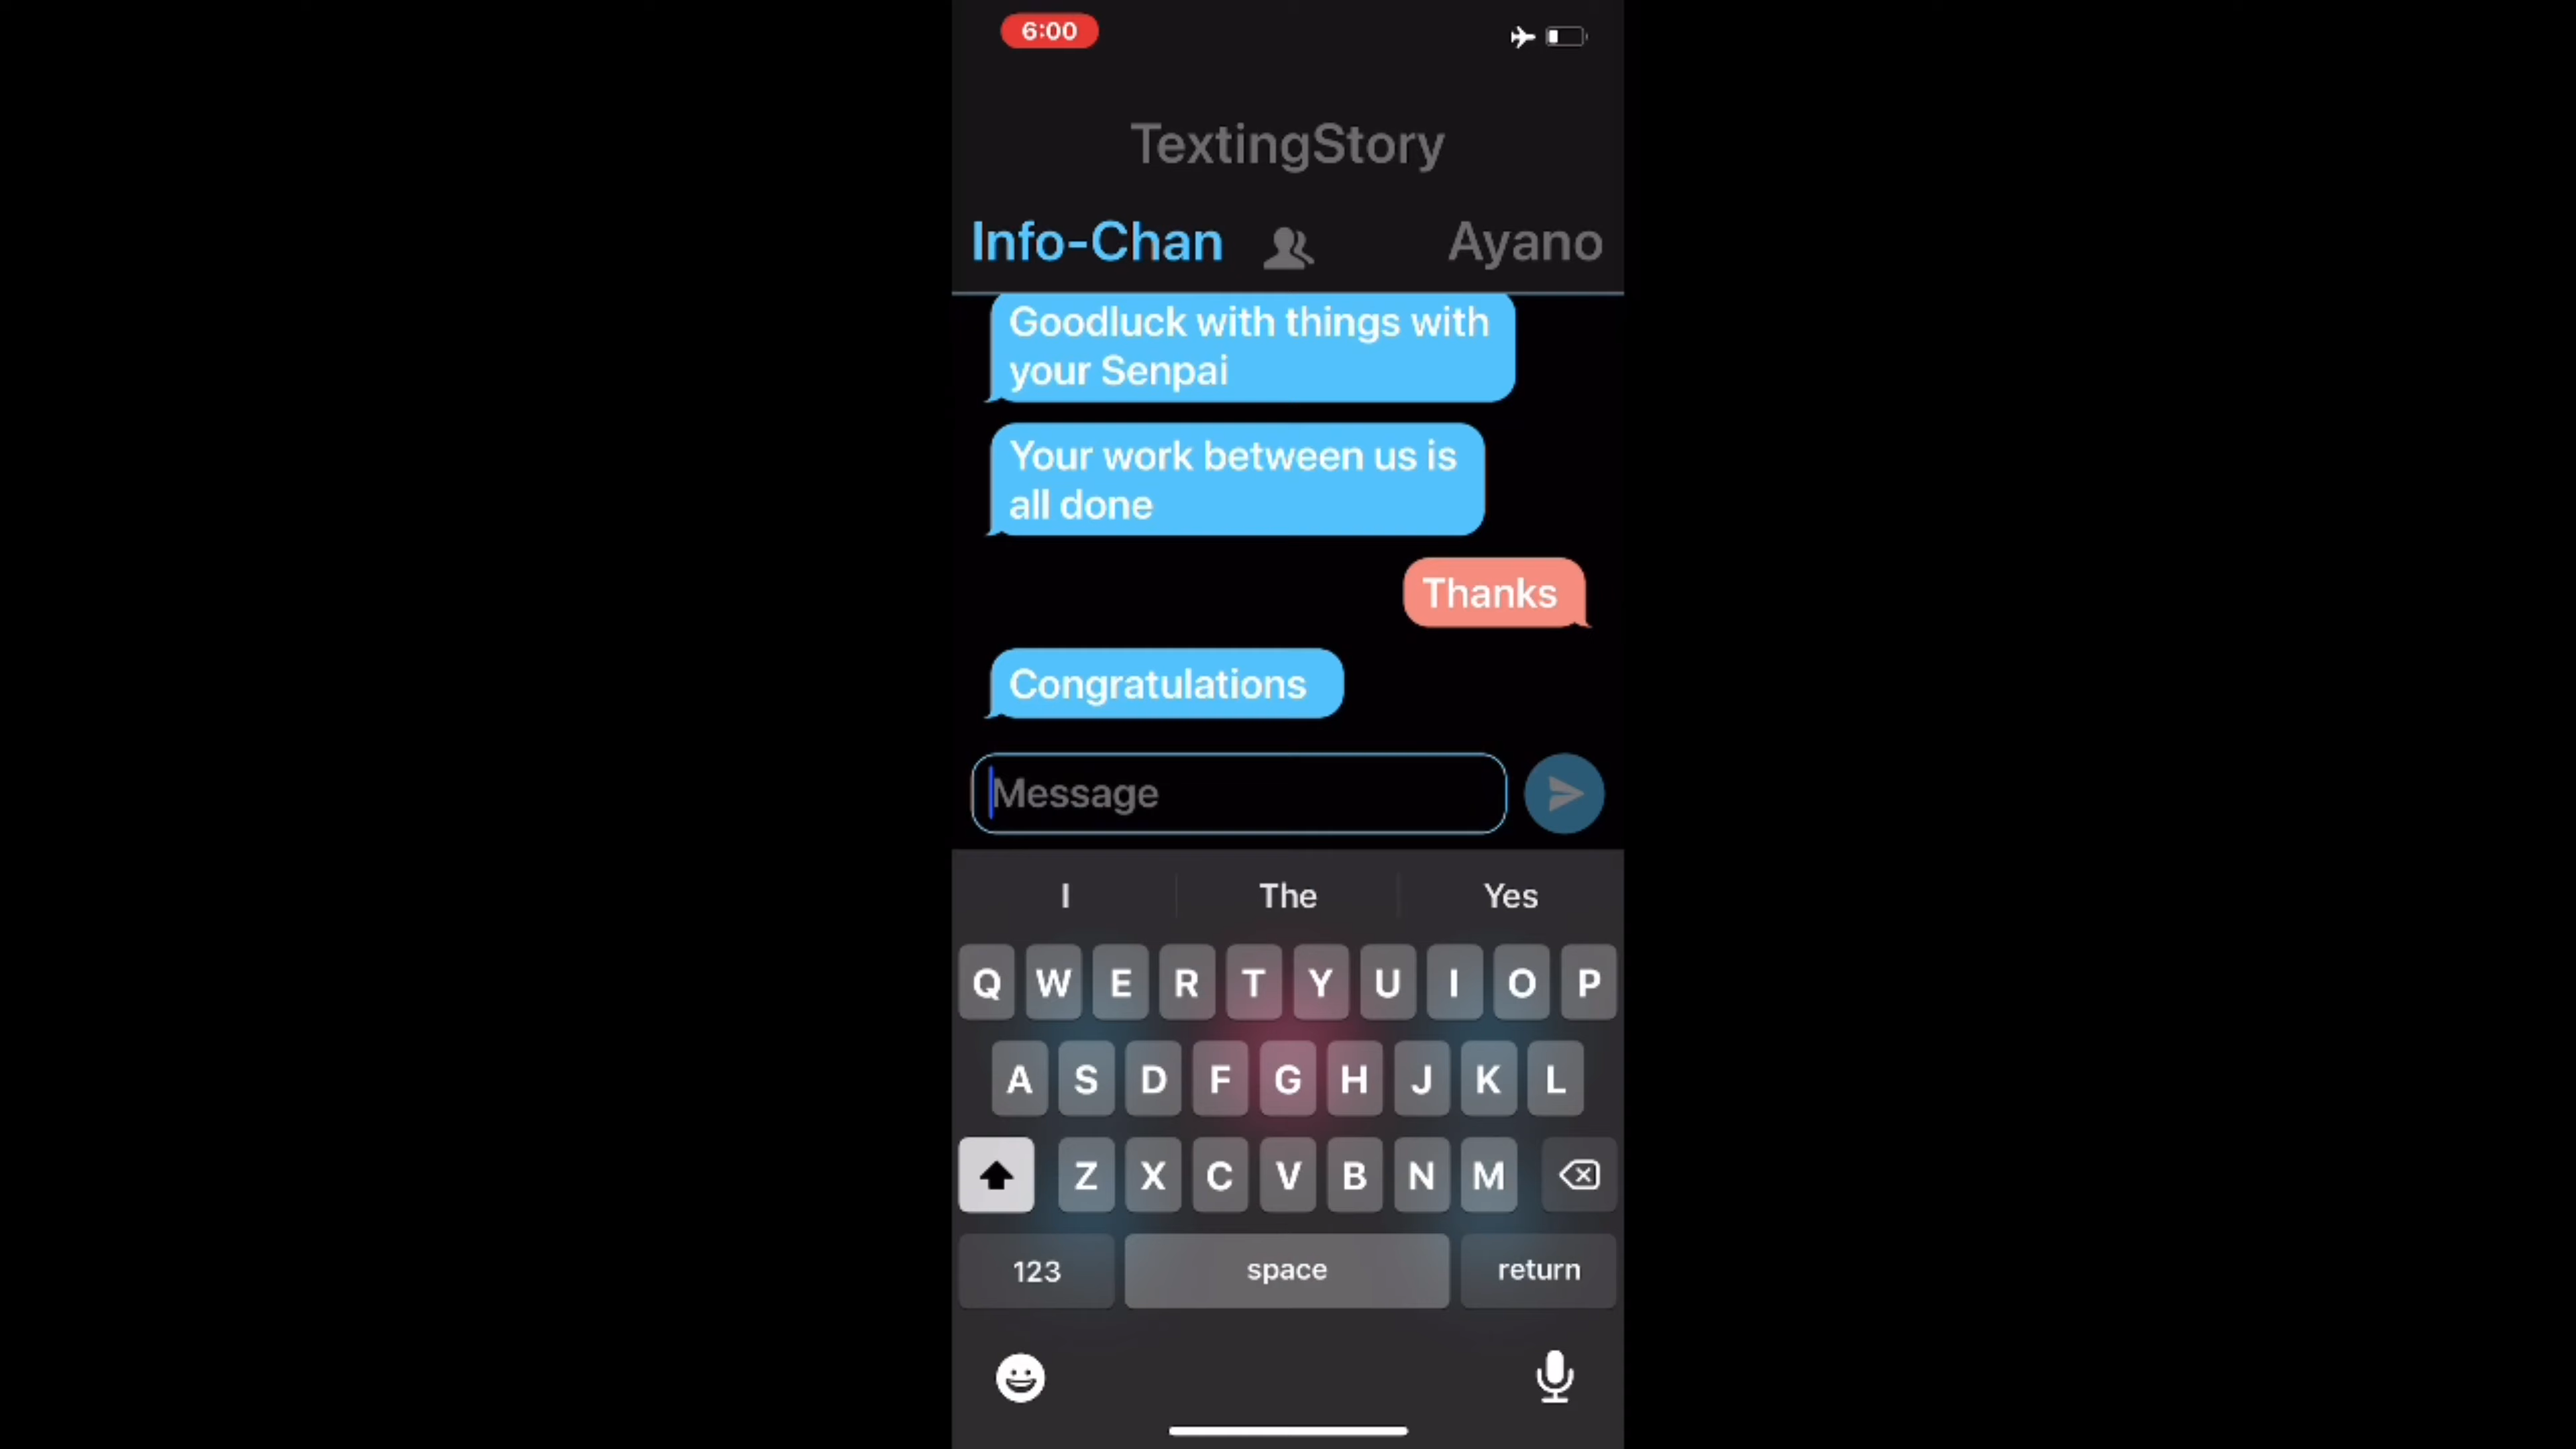 6:00
TextingStory
Info-Chan
Ayano
Goodluck with things with
your Senpai
Your work between us is
all done
Thanks
Congratulations
Message
I The Yes
Q W E R T Y U I O P
A S D F G H J K L
Z X C V B N M
123 space return